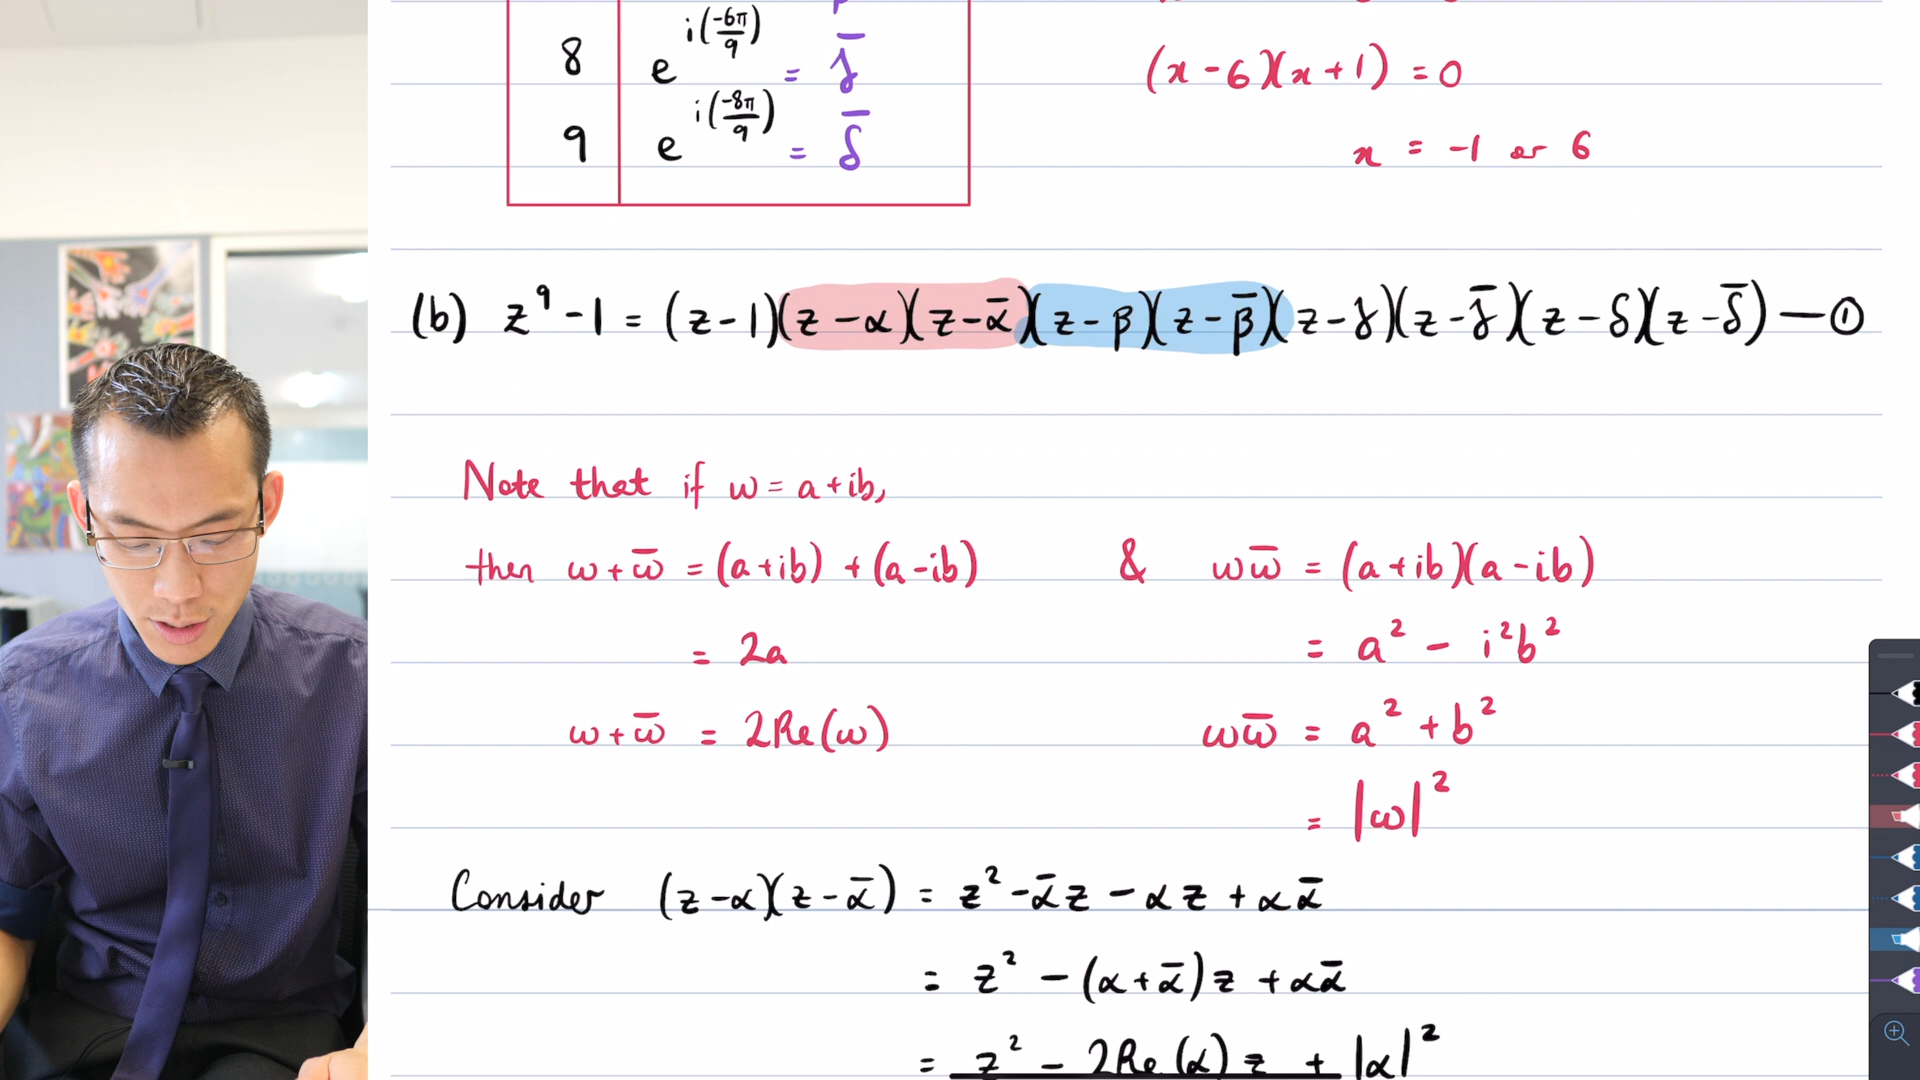 8 e^{i(-6π/9)} = γ̄
(x - 6)(x + 1) = 0
9 e^{i(-8π/9)} = δ̄
x = -1 or 6
(b) z⁹ - 1 = (z - 1)(z - α)(z - ᾱ)(z - β)(z - β̄)(z - γ)(z - γ̄)(z - δ)(z - δ̄) — ①
Note that if ω = a + ib,
then ω + ω̄ = (a + ib) + (a - ib) & ωω̄ = (a + ib)(a - ib)
= 2a = a² - i²b²
ω + ω̄ = 2Re(ω) ωω̄ = a² + b²
= |ω|²
Consider (z - α)(z - ᾱ) = z² - ᾱz - αz + αᾱ
= z² - (α + ᾱ)z + αᾱ
= z² - 2Re(α)z + |α|²